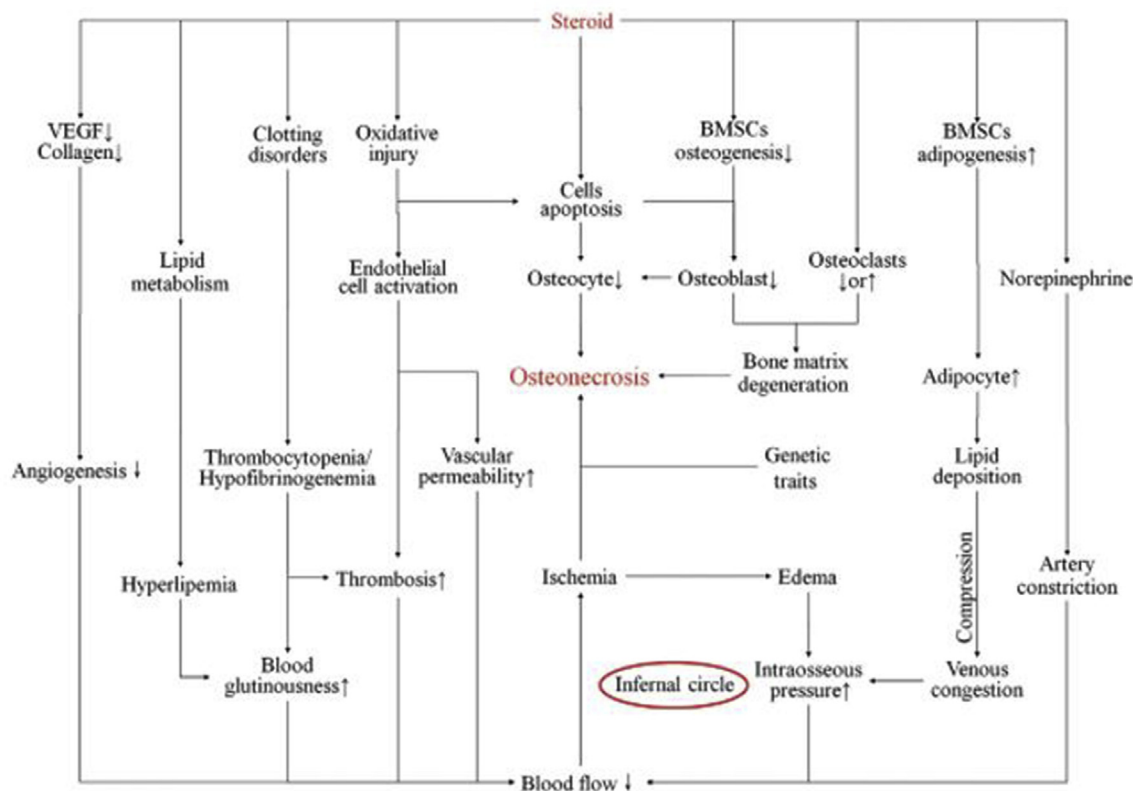 Steroid
VEGF↓
Collagen↓
Clotting
disorders
Oxidative
injury
BMSCs
osteogenesis↓
BMSCs
adipogenesis↑
Cells
apoptosis
Lipid
metabolism
Endothelial
cell activation
Osteocyte↓
Osteoblast↓
Osteoclasts
↓or↑
Norepinephrine
Osteonecrosis
Bone matrix
degeneration
Adipocyte↑
Angiogenesis ↓
Thrombocytopenia/
Hypofibrinogenemia
Vascular
permeability↑
Genetic
traits
Lipid
deposition
Compression
Hyperlipemia
Thrombosis↑
Ischemia
Edema
Artery
constriction
Blood
glutinousness↑
Infernal circle
Intraosseous
pressure↑
Venous
congestion
Blood flow ↓